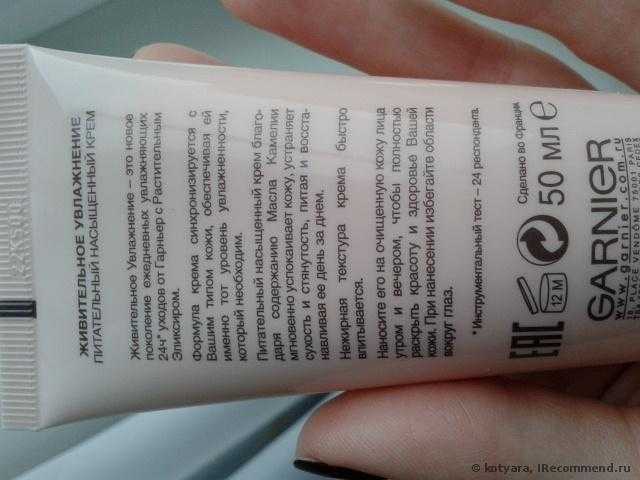 ЖИВИТЕЛЬНОЕ УВЛАЖНЕНИЕ
ПИТАТЕЛЬНЫЙ НАСЫЩЕННЫЙ КРЕМ
Живительное Увлажнение – это новое
поколение ежедневных увлажняющих
24ч* уходов от Гарньер с Растительным
Эликсиром.
Формула крема синхронизируется с
Вашим типом кожи, обеспечивая ей
именно тот уровень увлажненности,
который необходим.
Питательный насыщенный крем благо-
даря содержанию Масла Камелии
мгновенно успокаивает кожу, устраняет
сухость и стянутость, питая и восста-
навливая ее день за днем.
Нежирная текстура крема быстро
впитывается.
Наносите его на очищенную кожу лица
утром и вечером, чтобы полностью
раскрыть красоту и здоровье Вашей
кожи. При нанесении избегайте области
вокруг глаз.
* Инструментальный тест – 24 респондента.
Сделано во Франции
EAC 12 M 50 МЛ ℮
GARNIER
www.garnier.com.ru
© kotyara, IRecommend.ru